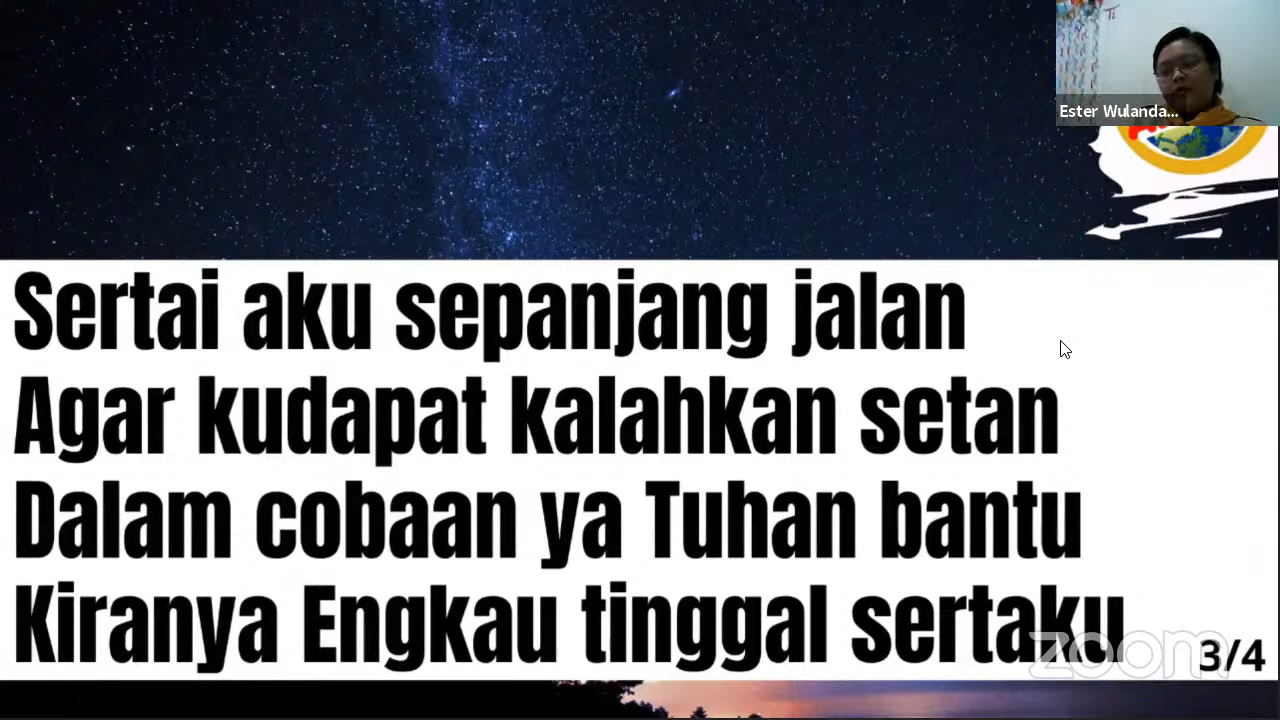 Ester Wulanda...
Sertai aku sepanjang jalan
Agar kudapat kalahkan setan
Dalam cobaan ya Tuhan bantu
Kiranya Engkau tinggal sertaku
zoom
3/4